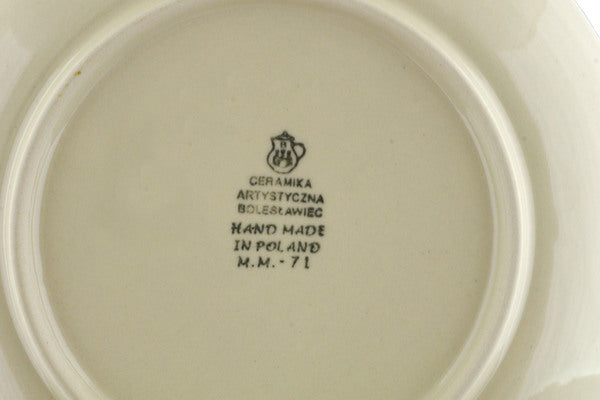 B
CERAMIKA
ARTYSTYCZNA
BOLESŁAWIEC
HAND MADE
IN POLAND
M.M. - 71